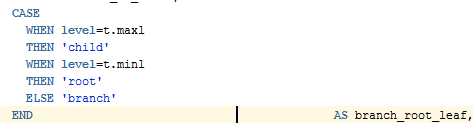 CASE
WHEN level=t.maxl
THEN 'child'
WHEN level=t.minl
THEN 'root'
ELSE 'branch'
END AS branch_root_leaf,